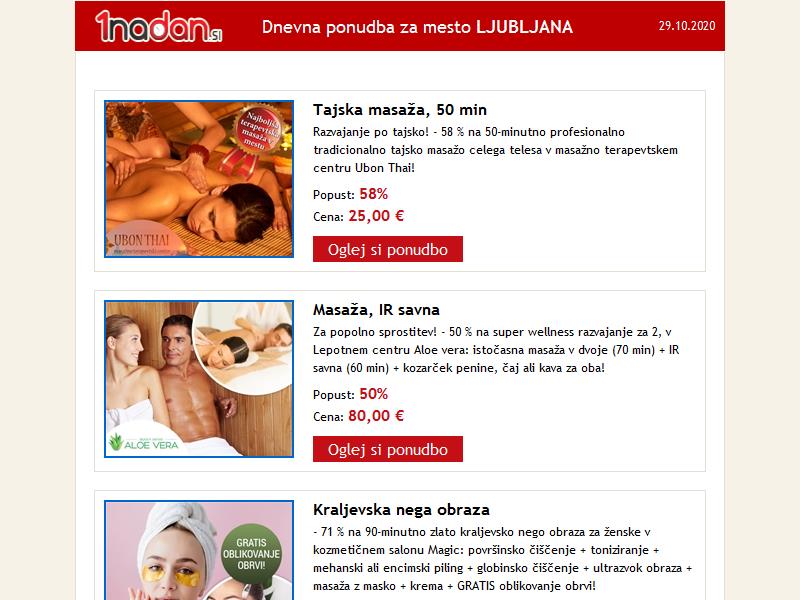 1nadan.si
Dnevna ponudba za mesto LJUBLJANA
29.10.2020
Najboljša
terapevtska
masaža v
mestu
UBON THAI
Tajska masaža, 50 min
Razvajanje po tajsko! - 58 % na 50-minutno profesionalno
tradicionalno tajsko masažo celega telesa v masažno terapevtskem
centru Ubon Thai!
Popust: 58%
Cena: 25,00 €
Oglej si ponudbo
ALOE VERA
Masaža, IR savna
Za popolno sprostitev! - 50 % na super wellness razvajanje za 2, v
Lepotnem centru Aloe vera: istočasna masaža v dvoje (70 min) + IR
savna (60 min) + kozarček penine, čaj ali kava za oba!
Popust: 50%
Cena: 80,00 €
Oglej si ponudbo
GRATIS
OBLIKOVANJE
OBRVI!
Kraljevska nega obraza
- 71 % na 90-minutno zlato kraljevsko nego obraza za ženske v
kozmetičnem salonu Magic: površinsko čiščenje + toniziranje +
mehanski ali encimski piling + globinsko čiščenje + ultrazvok obraza +
masaža z masko + krema + GRATIS oblikovanje obrvi!